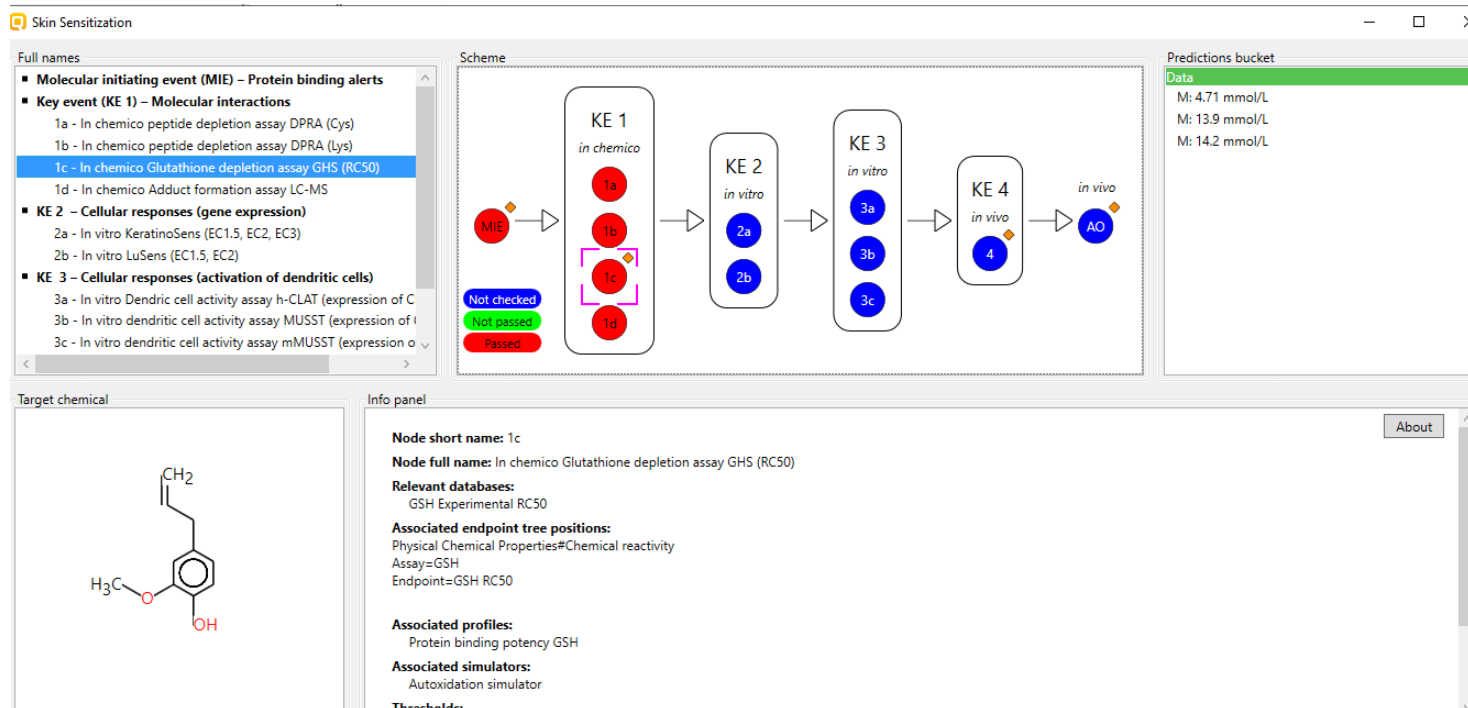 Skin Sensitization
Full names
Molecular initiating event (MIE) – Protein binding alerts
Key event (KE 1) – Molecular interactions
1a - In chemico peptide depletion assay DPRA (Cys)
1b - In chemico peptide depletion assay DPRA (Lys)
1c - In chemico Glutathione depletion assay GHS (RC50)
1d - In chemico Adduct formation assay LC-MS
KE 2 – Cellular responses (gene expression)
2a - In vitro KeratinoSens (EC1.5, EC2, EC3)
2b - In vitro LuSens (EC1.5, EC2)
KE 3 – Cellular responses (activation of dendritic cells)
3a - In vitro Dendric cell activity assay h-CLAT (expression of C
3b - In vitro dendritic cell activity assay MUSST (expression of
3c - In vitro dendritic cell activity assay mMUSST (expression o
Scheme
MIE
KE 1
in chemico
1a
1b
1c
1d
KE 2
in vitro
2a
2b
KE 3
in vitro
3a
3b
3c
KE 4
in vivo
4
in vivo
AO
Not checked
Not passed
Passed
Predictions bucket
Data
M: 4.71 mmol/L
M: 13.9 mmol/L
M: 14.2 mmol/L
Target chemical
CH2
H3C
O
OH
Info panel
About
Node short name: 1c
Node full name: In chemico Glutathione depletion assay GHS (RC50)
Relevant databases:
GSH Experimental RC50
Associated endpoint tree positions:
Physical Chemical Properties#Chemical reactivity
Assay=GSH
Endpoint=GSH RC50
Associated profiles:
Protein binding potency GSH
Associated simulators:
Autoxidation simulator
Thresholds: